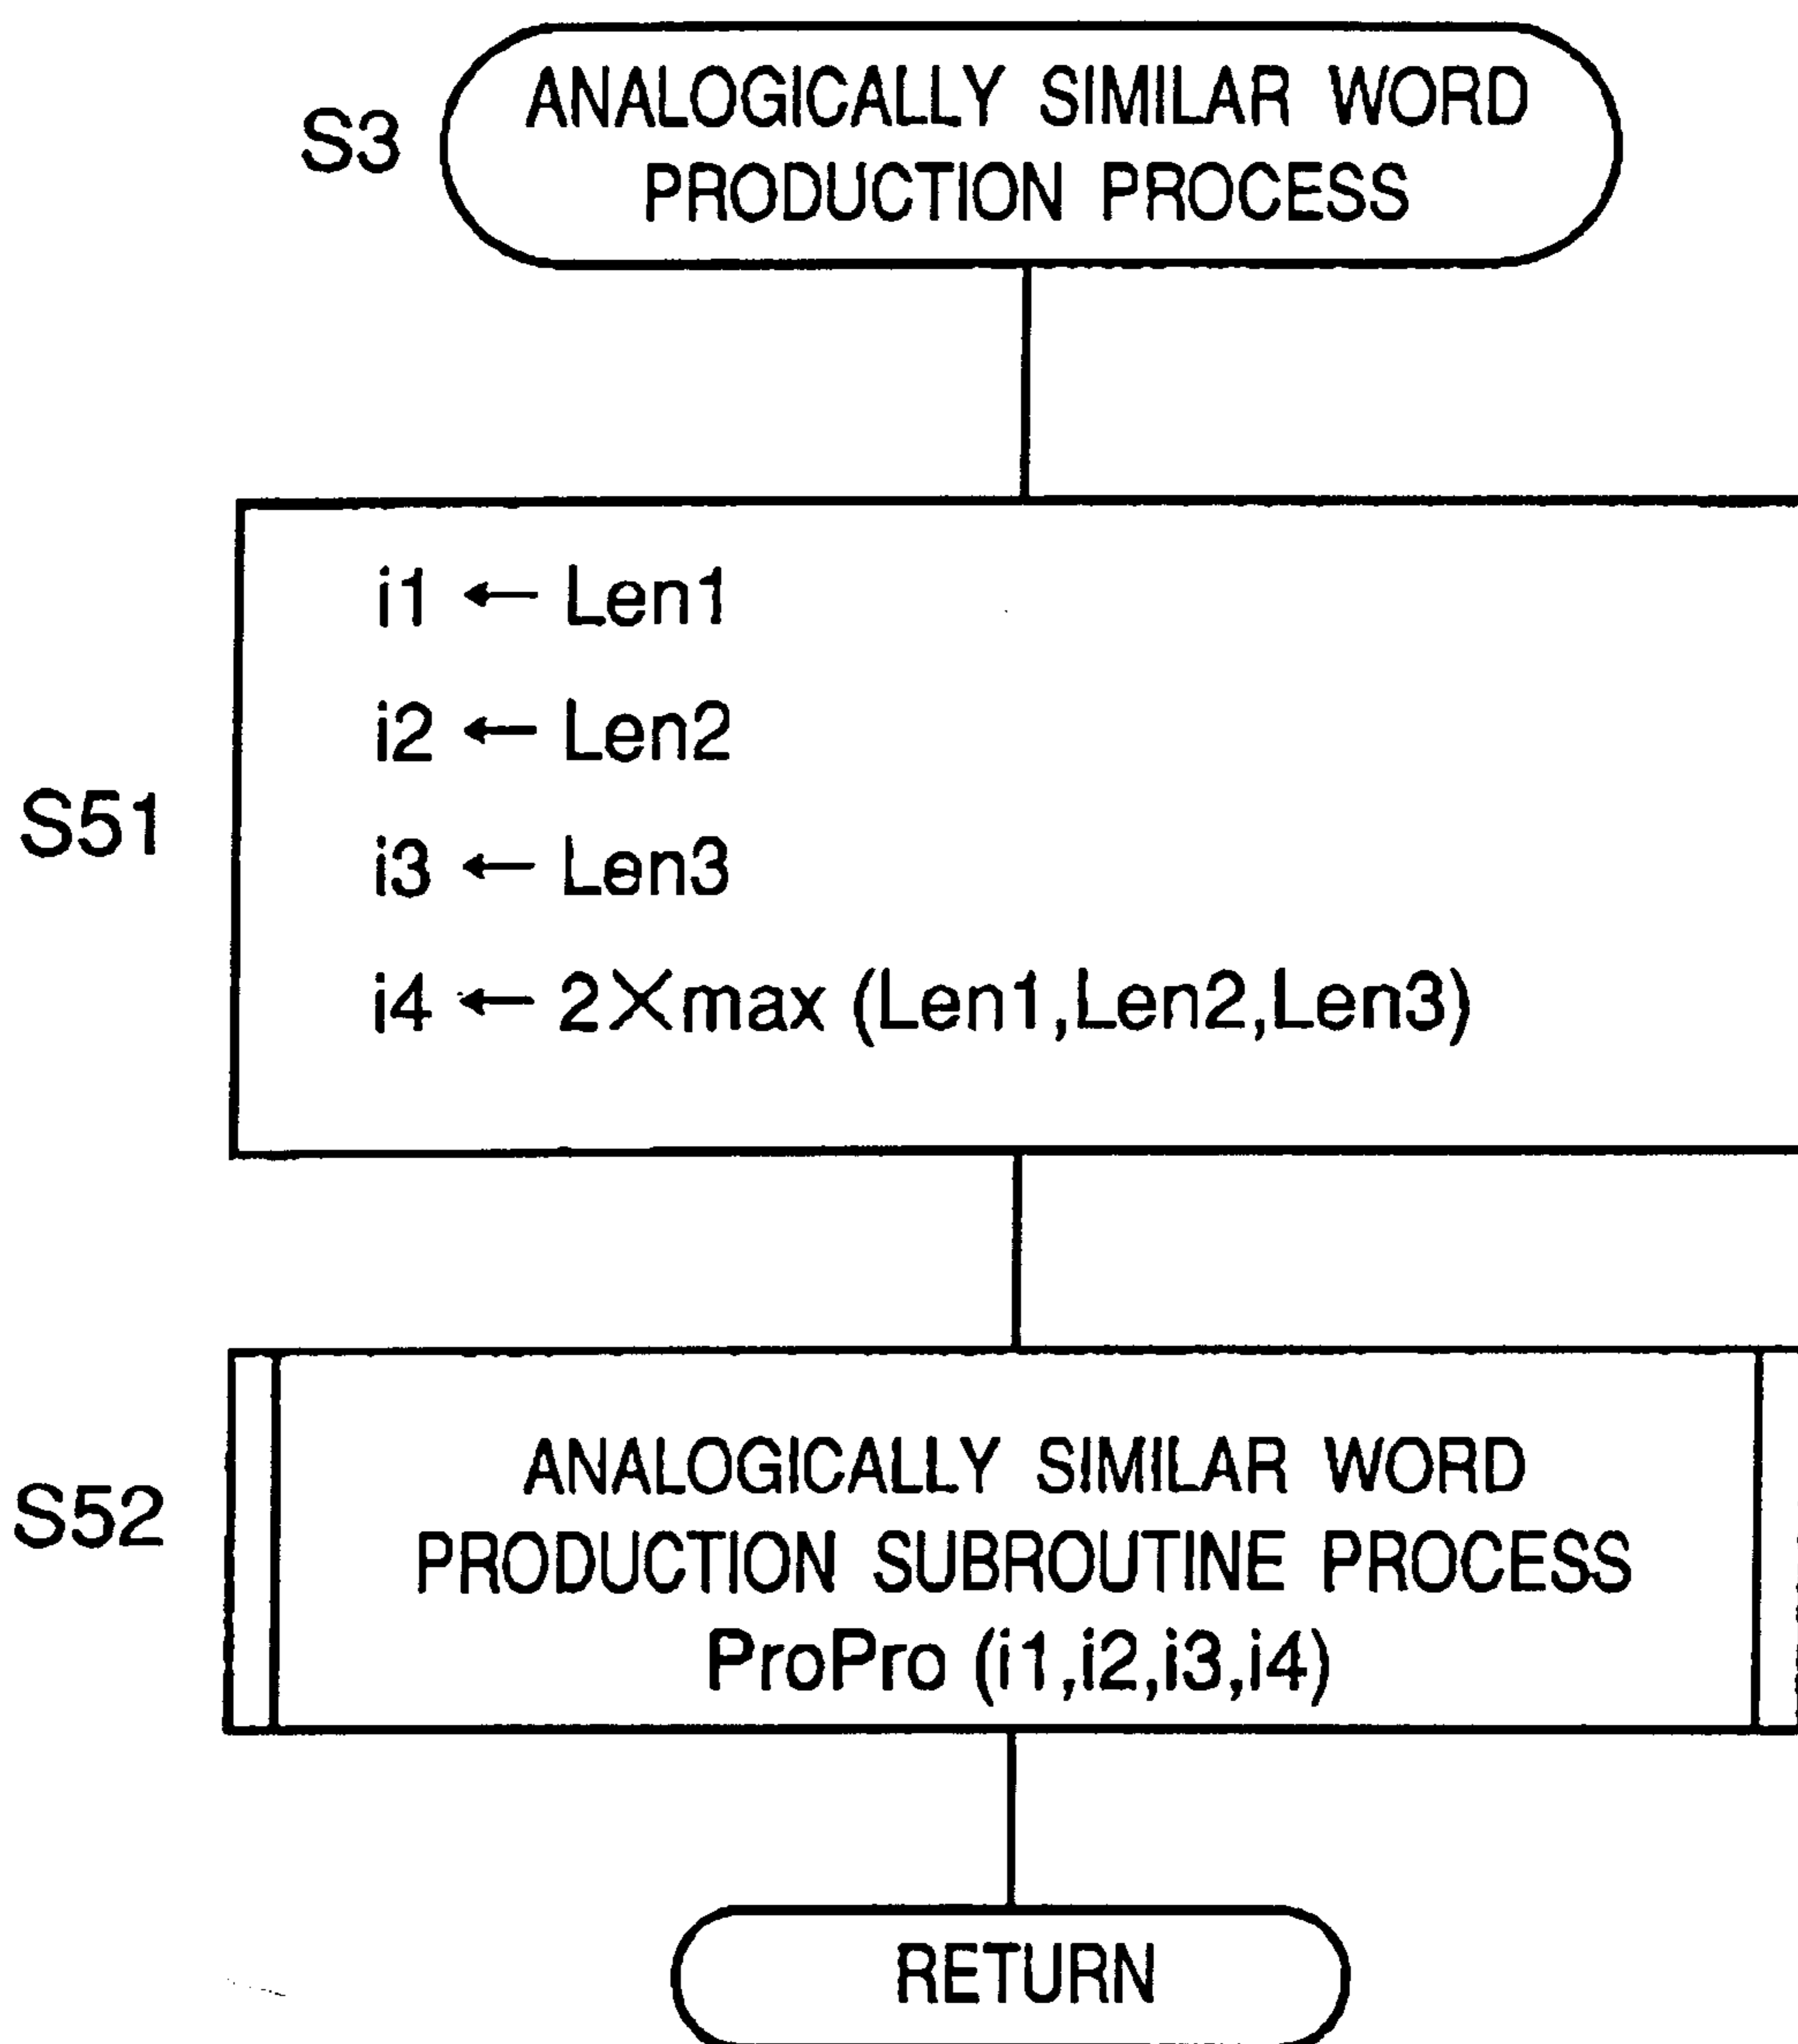 S3
ANALOGICALLY SIMILAR WORD
PRODUCTION PROCESS
S51
i1 ← Len1
i2 ← Len2
i3 ← Len3
i4 ← 2×max (Len1,Len2,Len3)
S52
ANALOGICALLY SIMILAR WORD
PRODUCTION SUBROUTINE PROCESS
ProPro (i1,i2,i3,i4)
RETURN